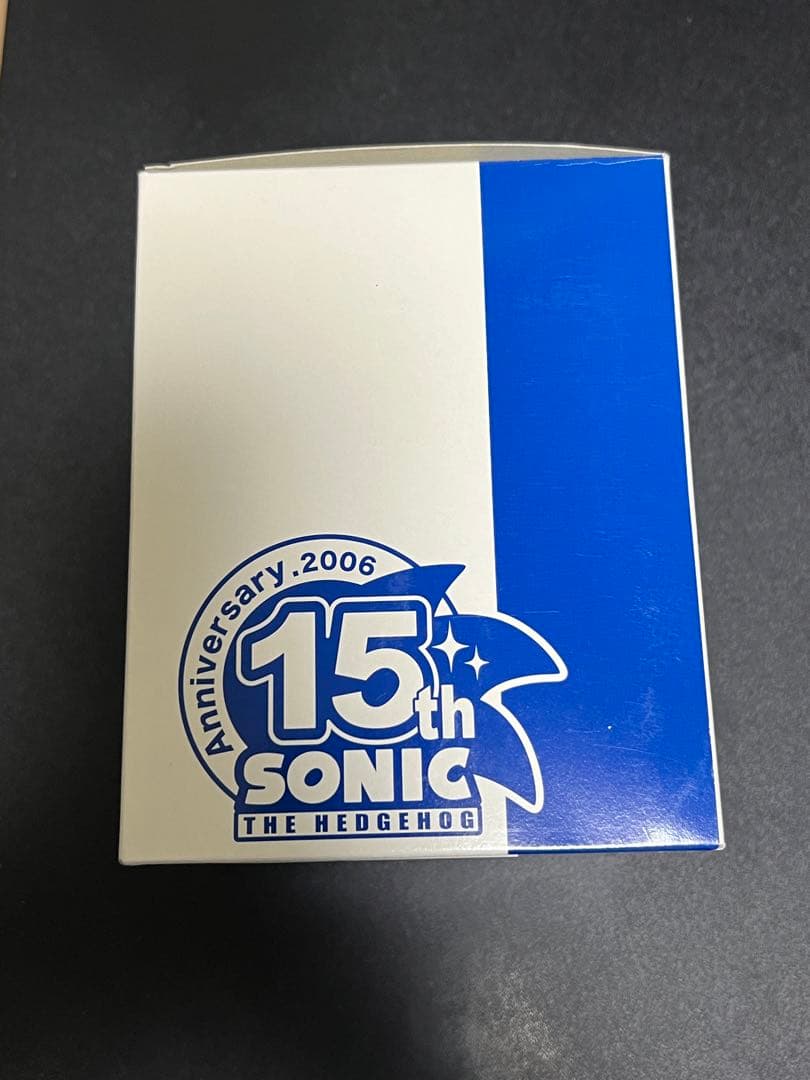 Anniversary.2006
15th
SONIC
THE HEDGEHOG